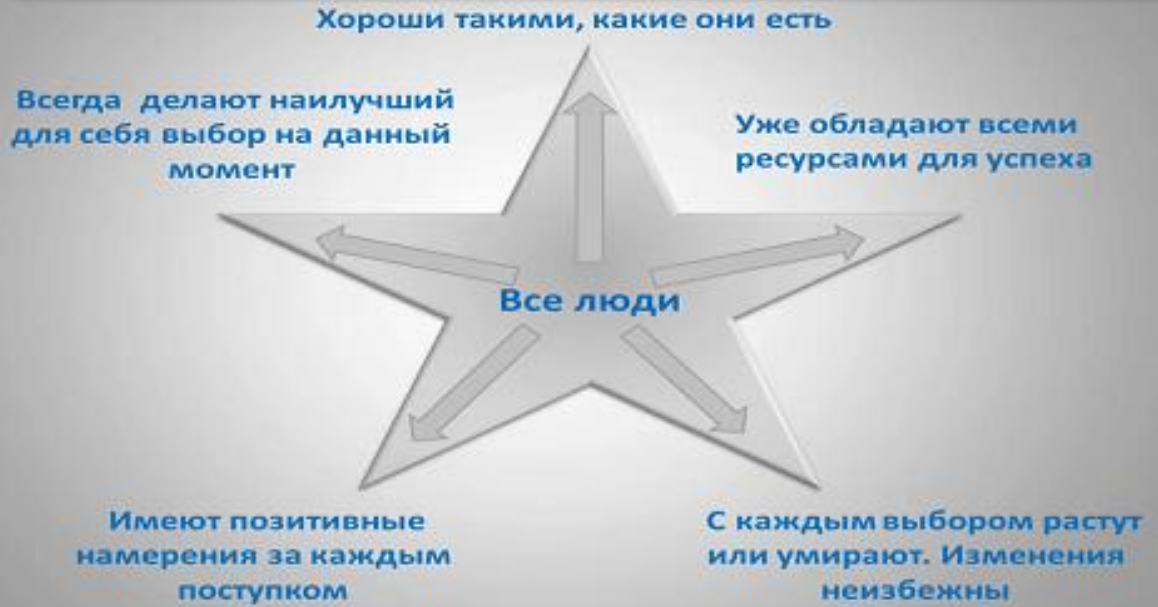 Хороши такими, какие они есть
Всегда делают наилучший
для себя выбор на данный
момент
Уже обладают всеми
ресурсами для успеха
Все люди
Имеют позитивные
намерения за каждым
поступком
С каждым выбором растут
или умирают. Изменения
неизбежны